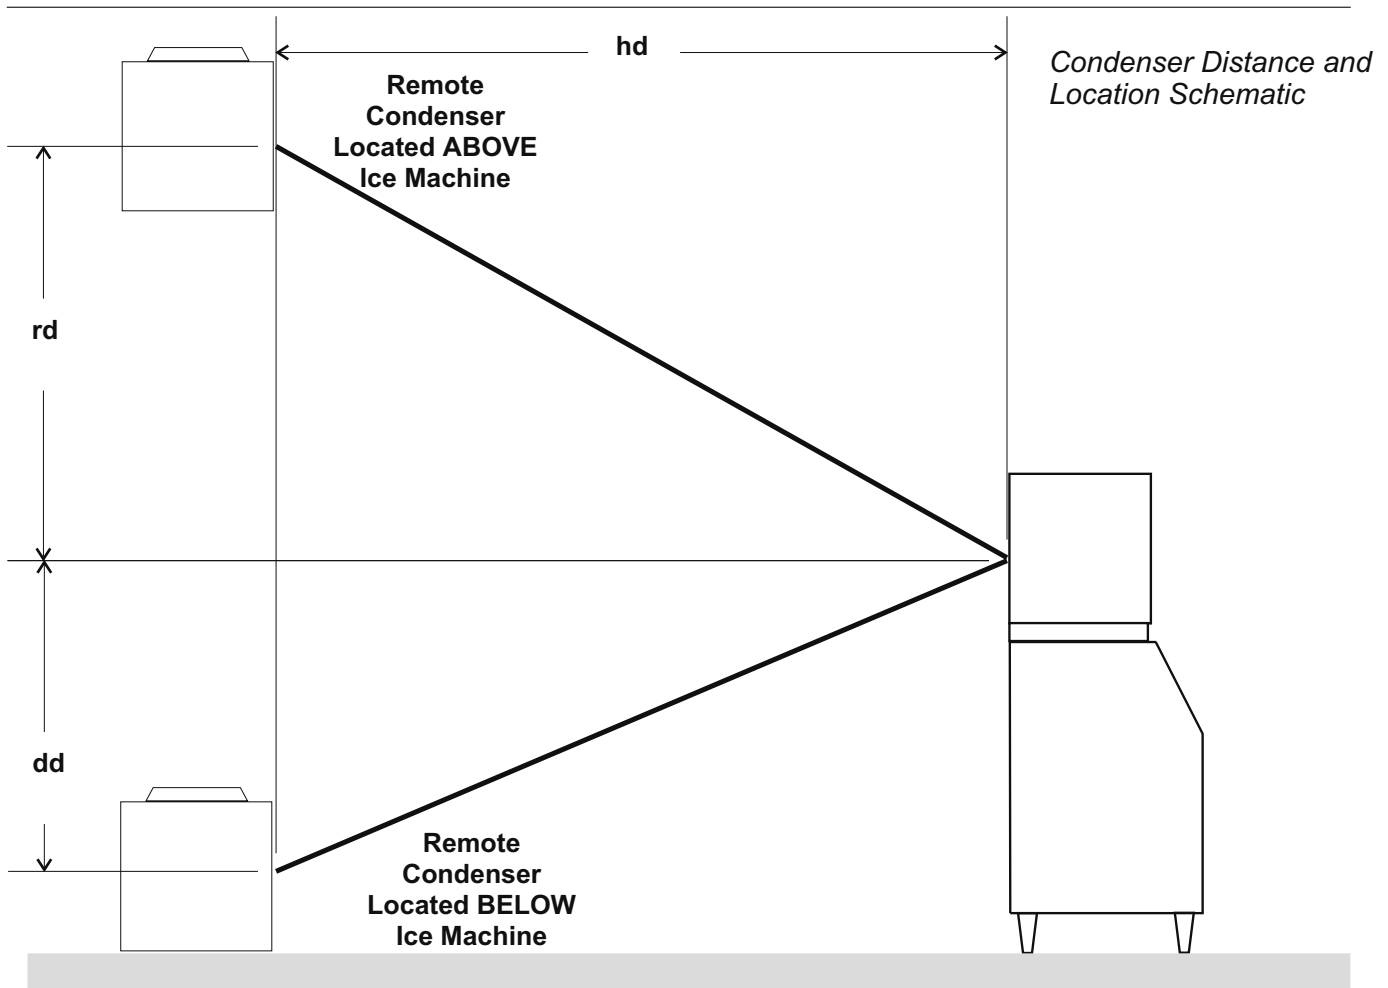 hd
Condenser Distance and
Location Schematic
Remote
Condenser
Located ABOVE
Ice Machine
rd
dd
Remote
Condenser
Located BELOW
Ice Machine